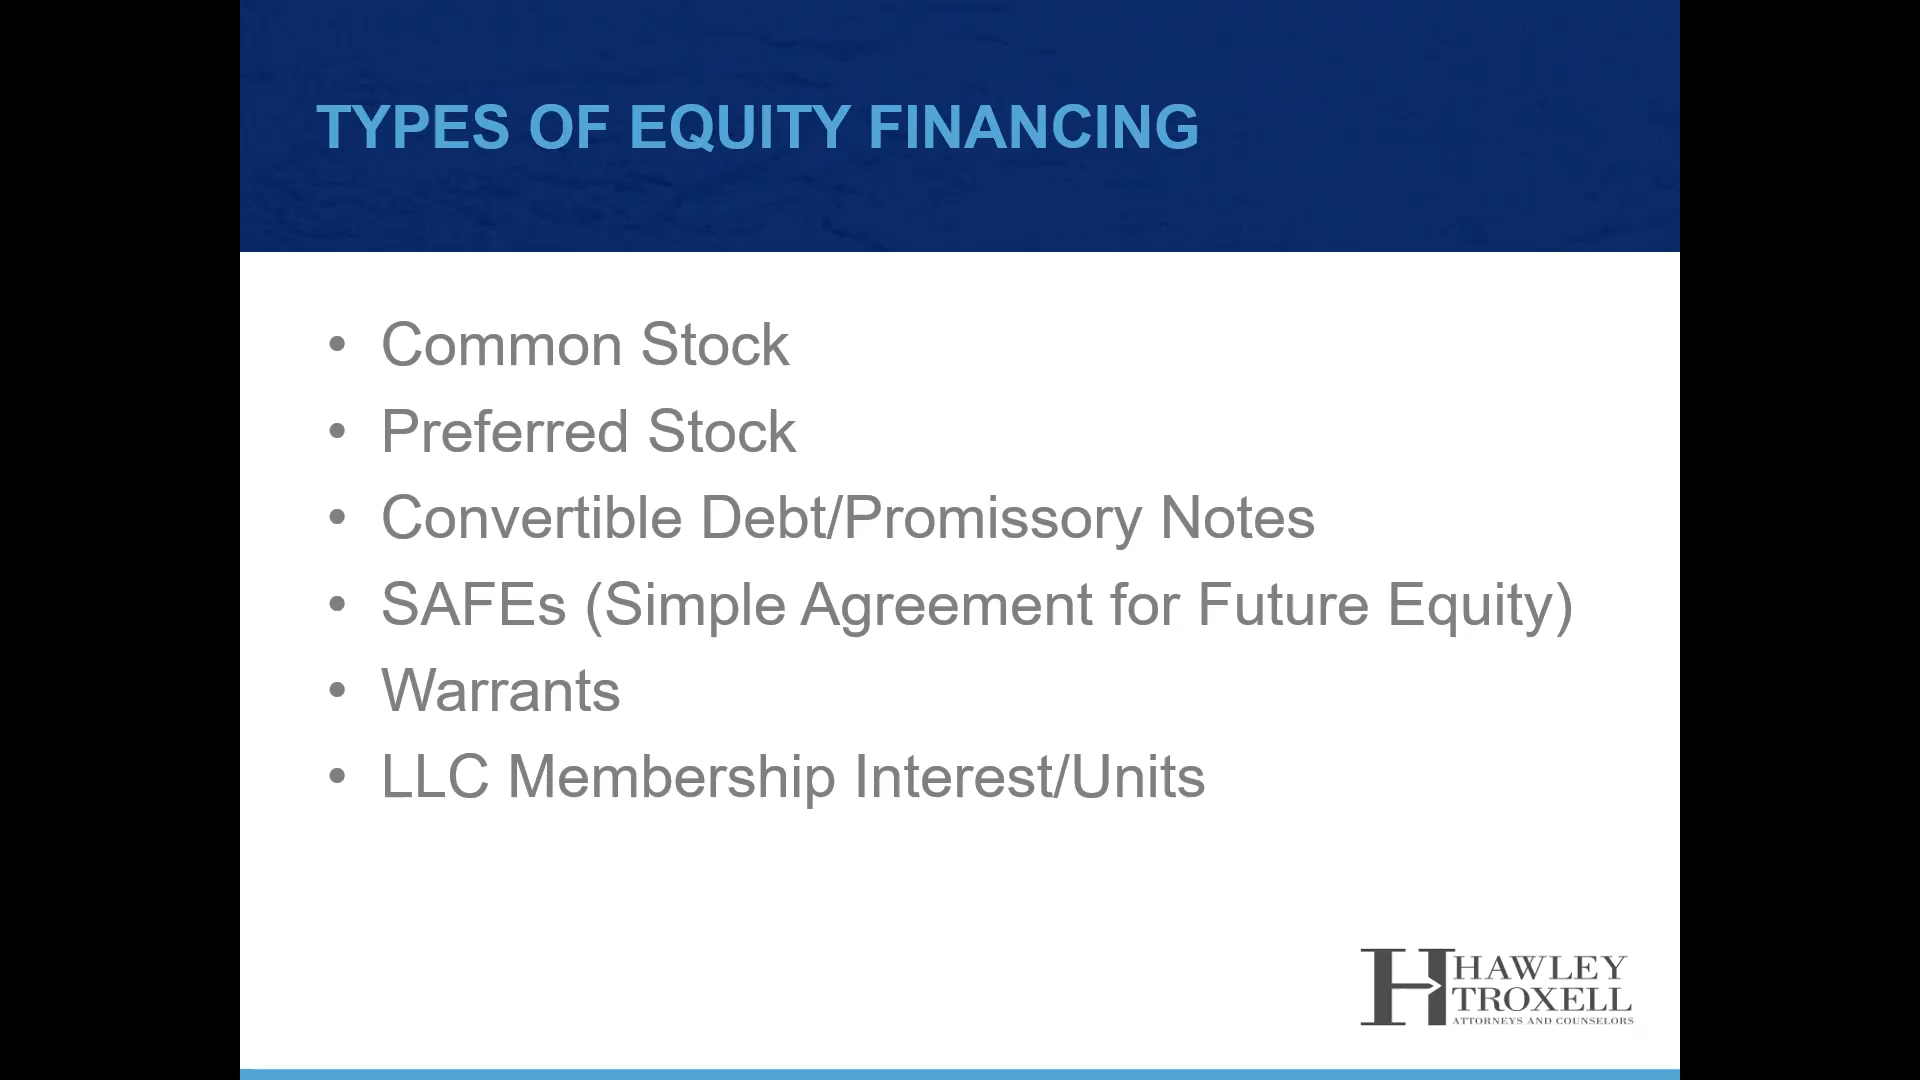 TYPES OF EQUITY FINANCING
• Common Stock
• Preferred Stock
• Convertible Debt/Promissory Notes
• SAFEs (Simple Agreement for Future Equity)
• Warrants
• LLC Membership Interest/Units
HAWLEY
TROXELL
ATTORNEYS AND COUNSELORS